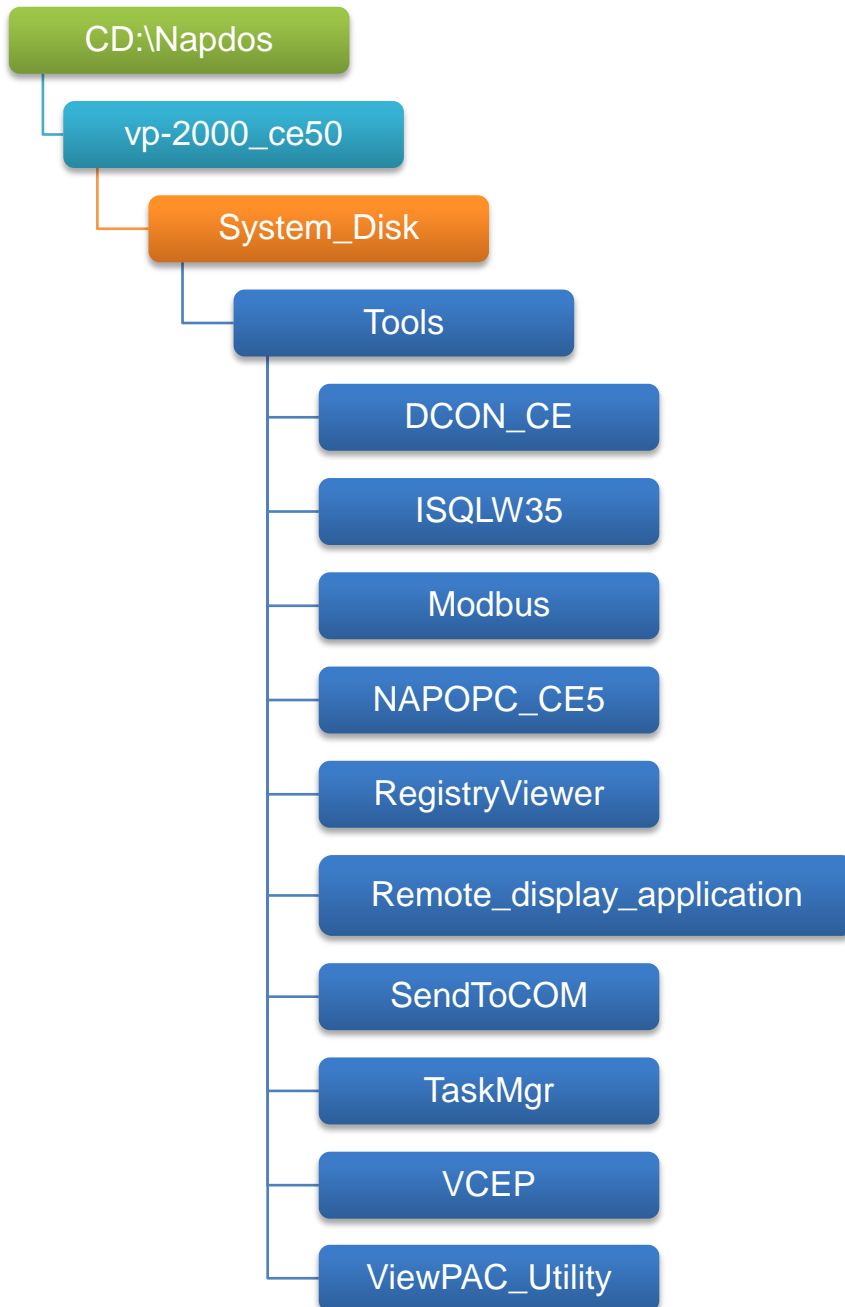 CD:\Napdos
vp-2000_ce50
System_Disk
Tools
DCON_CE
ISQLW35
Modbus
NAPOPC_CE5
RegistryViewer
Remote_display_application
SendToCOM
TaskMgr
VCEP
ViewPAC_Utility